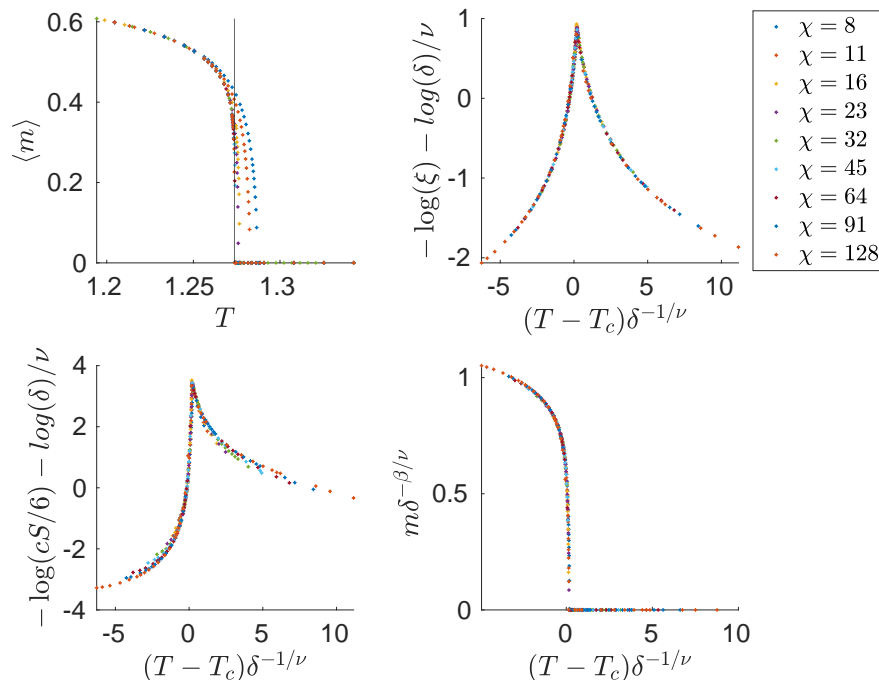 0.6
0.4
0.2
0
1.2 1.25 1.3
⟨m⟩
T
1
0
-1
-2
-5 0 5 10
− log(ξ) − log(δ)/ν
(T − T_c)δ^{−1/ν}
χ = 8
χ = 11
χ = 16
χ = 23
χ = 32
χ = 45
χ = 64
χ = 91
χ = 128
4
2
0
-2
-4
-5 0 5 10
− log(cS/6) − log(δ)/ν
(T − T_c)δ^{−1/ν}
1
0.5
0
0 5 10
mδ^{−β/ν}
(T − T_c)δ^{−1/ν}